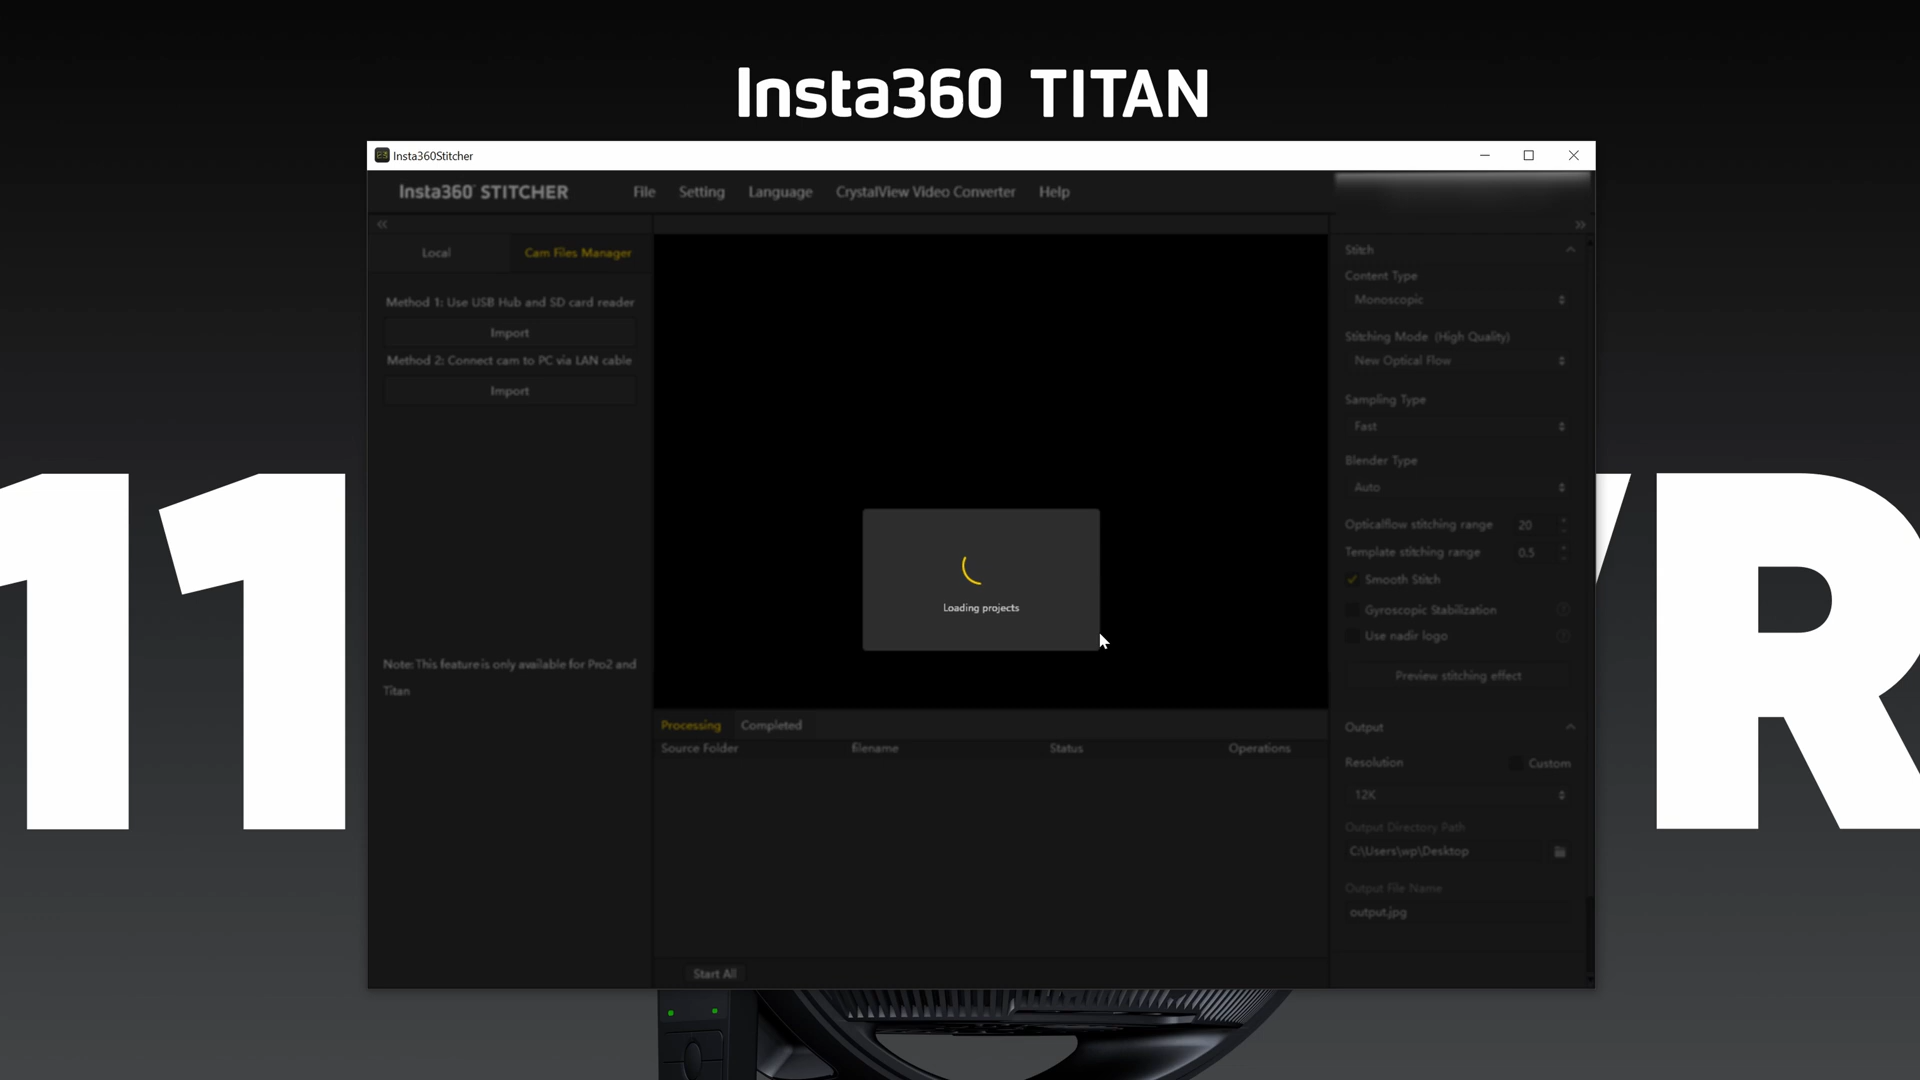 Insta360 TITAN
Insta360Stitcher
Insta360 STITCHER
File Setting Language CrystalView Video Converter Help
Local Cam Files Manager
Method 1: Use USB Hub and SD card reader
Import
Method 2: Connect cam to PC via LAN cable
Import
Note: This feature is only available for Pro2 and
Titan
11
VR
Loading projects
Processing Completed
Source Folder filename Status Operations
Start All
Stitch
Content Type
Monoscopic
Stitching Mode (High Quality)
New Optical Flow
Sampling Type
Fast
Blender Type
Auto
Opticalflow stitching range 20
Template stitching range 0.5
Smooth Stitch
Gyroscopic Stabilization
Use nadir logo
Preview stitching effect
Output
Resolution Custom
12K
Output Directory Path
C:\Users\wp\Desktop
Output File Name
output.jpg